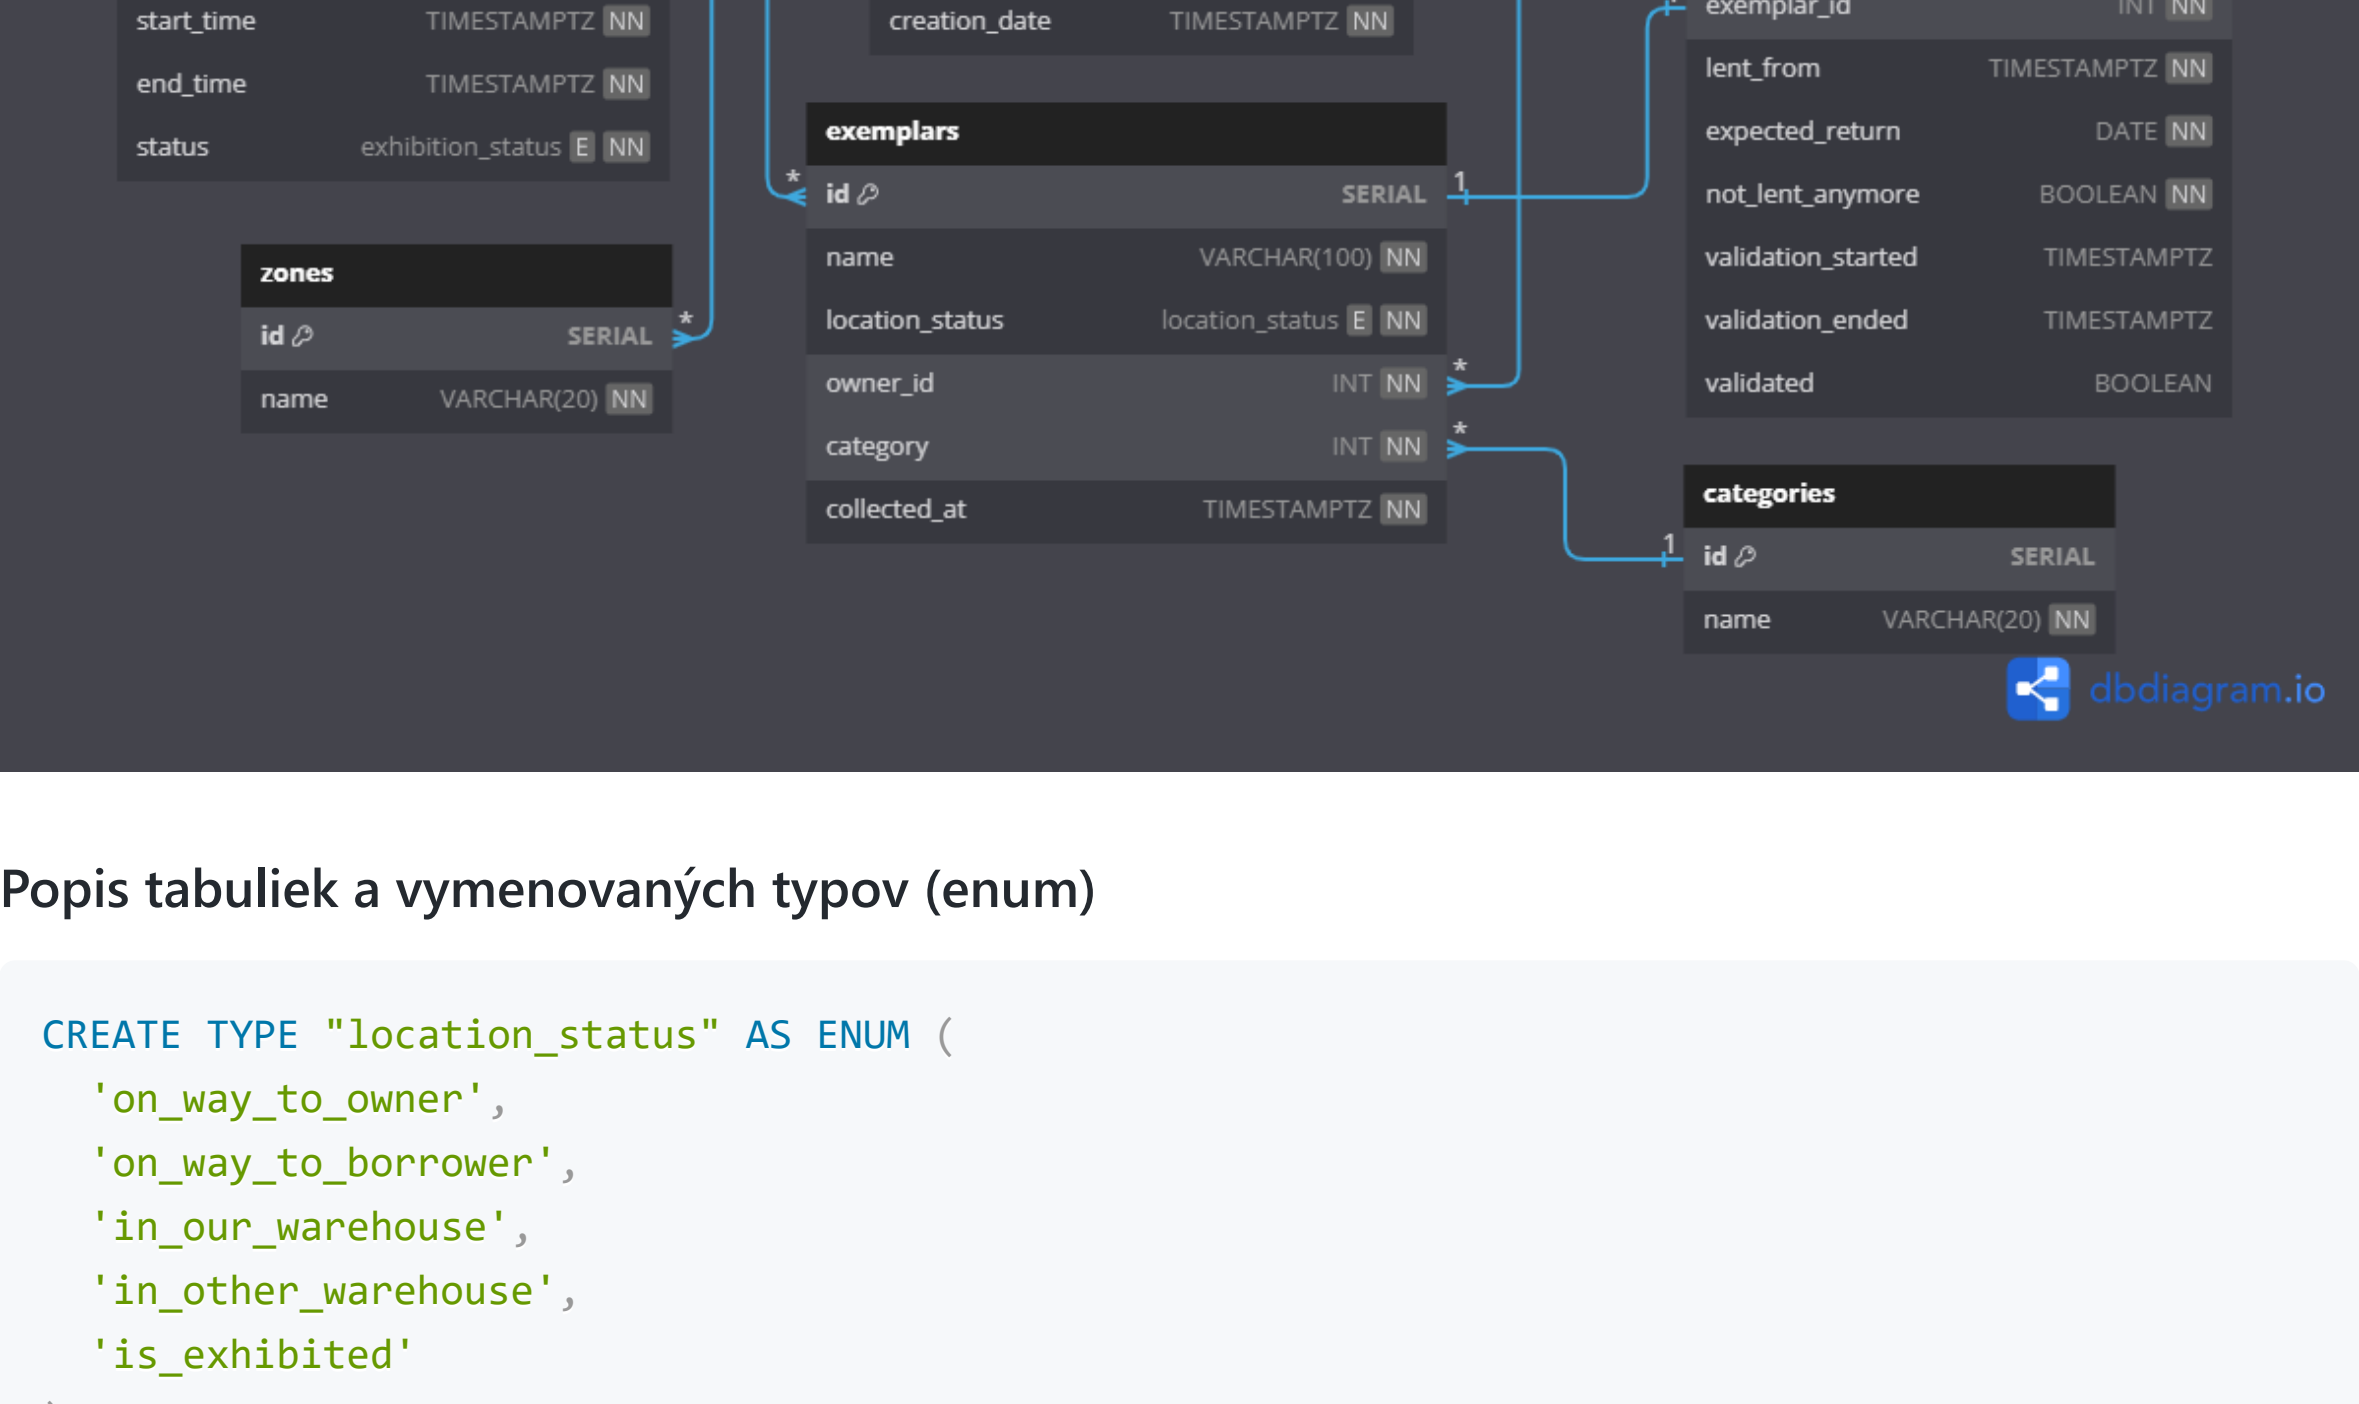 start_time TIMESTAMPTZ NN
end_time TIMESTAMPTZ NN
status exhibition_status E NN
zones
id SERIAL
name VARCHAR(20) NN
*
creation_date TIMESTAMPTZ NN
exemplars
*
id SERIAL
1
name VARCHAR(100) NN
location_status location_status E NN
owner_id INT NN
*
category INT NN
*
collected_at TIMESTAMPTZ NN
exemplar_id INT NN
lent_from TIMESTAMPTZ NN
expected_return DATE NN
not_lent_anymore BOOLEAN NN
validation_started TIMESTAMPTZ
validation_ended TIMESTAMPTZ
validated BOOLEAN
categories
1
id SERIAL
name VARCHAR(20) NN
dbdiagram.io
Popis tabuliek a vymenovaných typov (enum)
CREATE TYPE "location_status" AS ENUM (
'on_way_to_owner',
'on_way_to_borrower',
'in_our_warehouse',
'in_other_warehouse',
'is_exhibited'